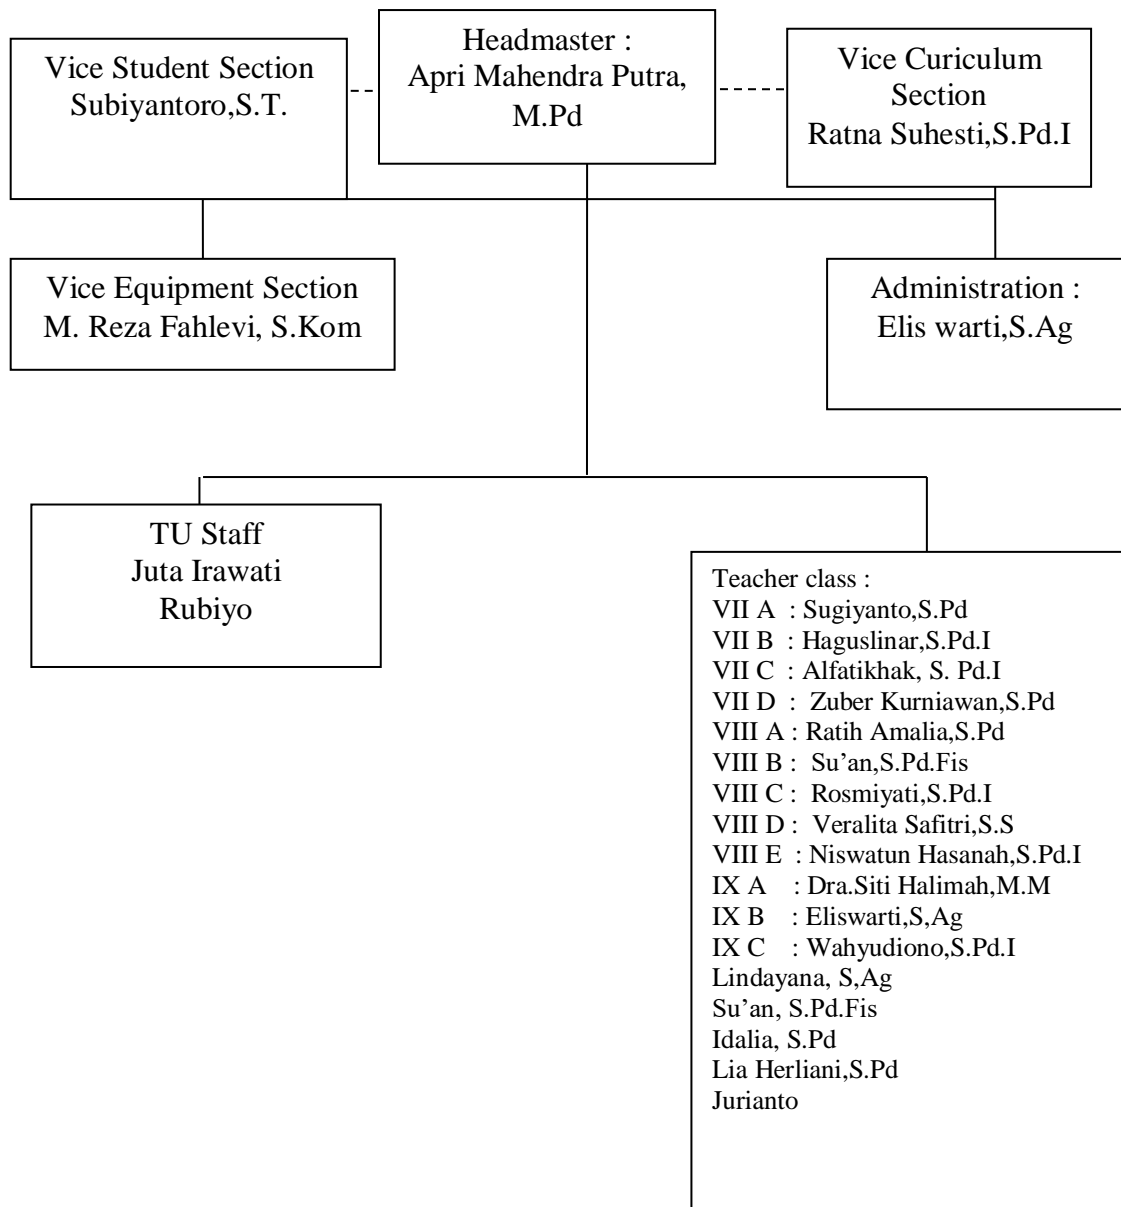 Vice Student Section
Subiyantoro,S.T.
Headmaster :
Apri Mahendra Putra,
M.Pd
Vice Curiculum
Section
Ratna Suhesti,S.Pd.I
Vice Equipment Section
M. Reza Fahlevi, S.Kom
Administration :
Elis warti,S.Ag
TU Staff
Juta Irawati
Rubiyo
Teacher class :
VII A : Sugiyanto,S.Pd
VII B : Haguslinar,S.Pd.I
VII C : Alfatikhak, S. Pd.I
VII D : Zuber Kurniawan,S.Pd
VIII A : Ratih Amalia,S.Pd
VIII B : Su’an,S.Pd.Fis
VIII C : Rosmiyati,S.Pd.I
VIII D : Veralita Safitri,S.S
VIII E : Niswatun Hasanah,S.Pd.I
IX A : Dra.Siti Halimah,M.M
IX B : Eliswarti,S,Ag
IX C : Wahyudiono,S.Pd.I
Lindayana, S,Ag
Su’an, S.Pd.Fis
Idalia, S.Pd
Lia Herliani,S.Pd
Jurianto